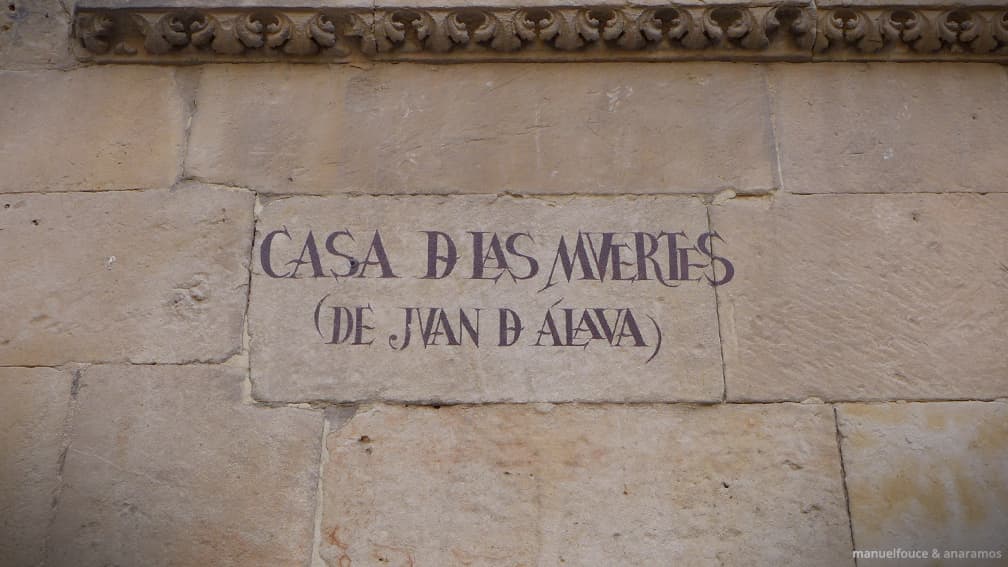 CASA D LAS MVERTES
(DE JVAN D ÁLAVA)
manuelfouce & anaramos